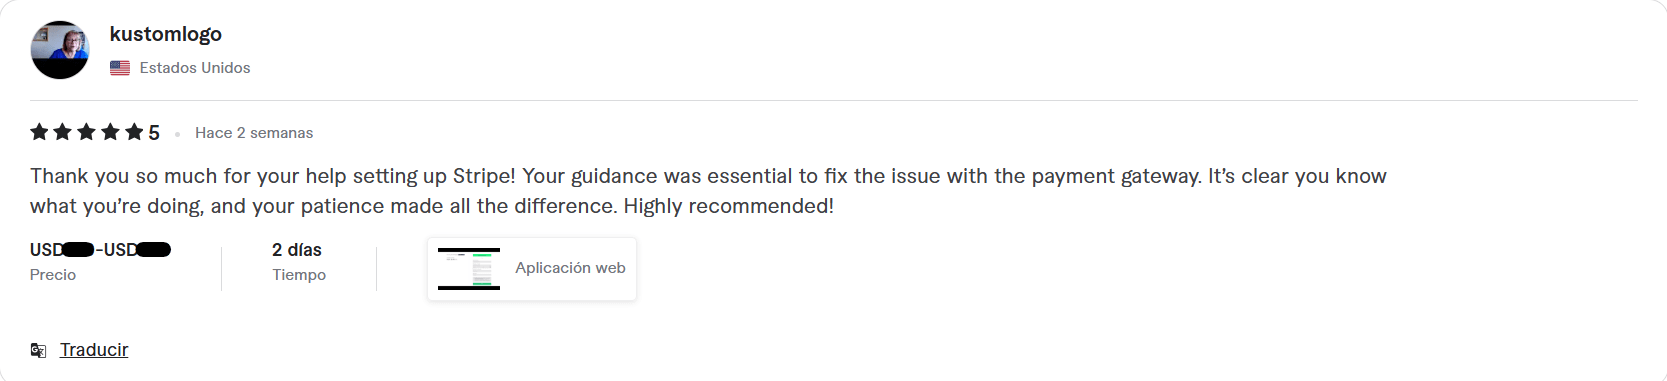 kustomlogo
Estados Unidos
5 • Hace 2 semanas
Thank you so much for your help setting up Stripe! Your guidance was essential to fix the issue with the payment gateway. It’s clear you know
what you’re doing, and your patience made all the difference. Highly recommended!
USD -USD
Precio
2 días
Tiempo
Aplicación web
Traducir